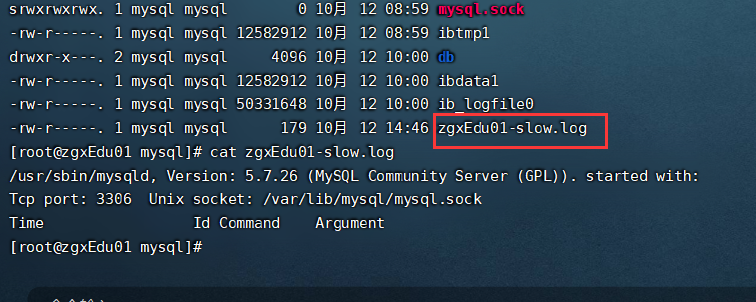 srwxrwxrwx. 1 mysql mysql        0 10月 12 08:59 mysql.sock
-rw-r-----. 1 mysql mysql 12582912 10月 12 08:59 ibtmp1
drwxr-x---. 2 mysql mysql     4096 10月 12 10:00 db
-rw-r-----. 1 mysql mysql 12582912 10月 12 10:00 ibdata1
-rw-r-----. 1 mysql mysql 50331648 10月 12 10:00 ib_logfile0
-rw-r-----. 1 mysql mysql      179 10月 12 14:46 zgxEdu01-slow.log
[root@zgxEdu01 mysql]# cat zgxEdu01-slow.log
/usr/sbin/mysqld, Version: 5.7.26 (MySQL Community Server (GPL)). started with:
Tcp port: 3306  Unix socket: /var/lib/mysql/mysql.sock
Time                 Id Command    Argument
[root@zgxEdu01 mysql]#